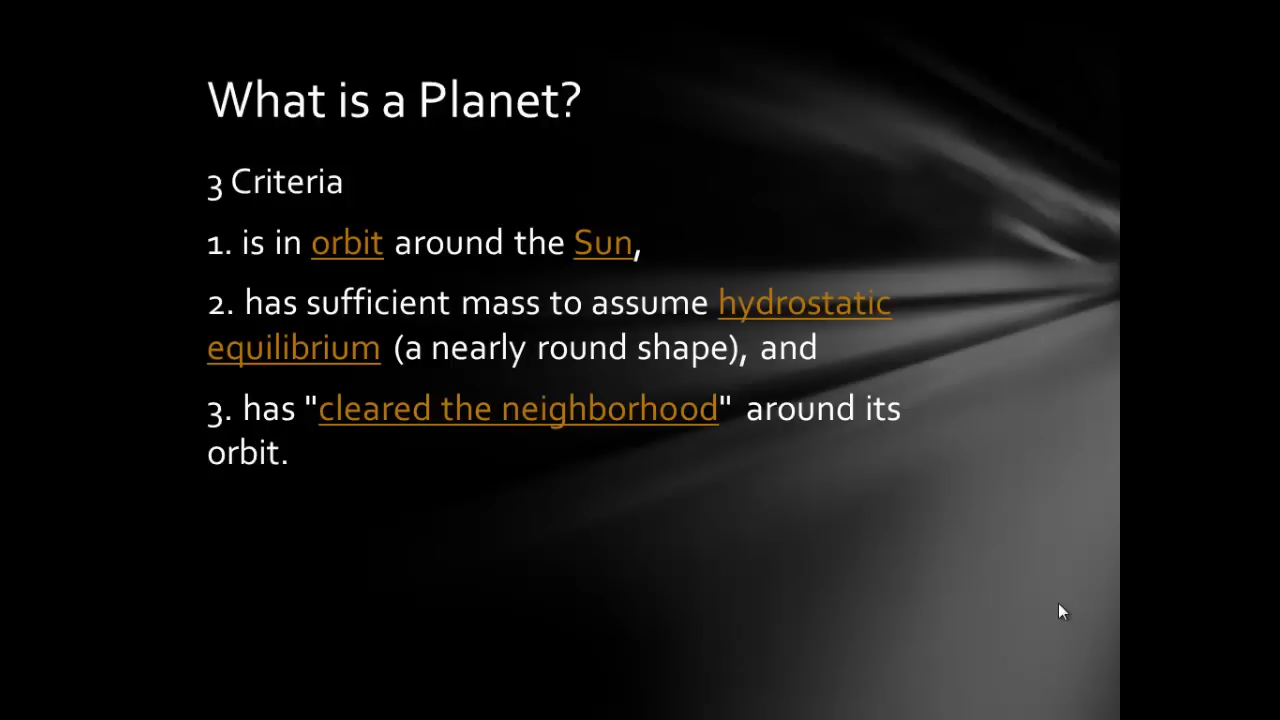 What is a Planet?
3 Criteria
1. is in orbit around the Sun,
2. has sufficient mass to assume hydrostatic
equilibrium (a nearly round shape), and
3. has "cleared the neighborhood" around its
orbit.